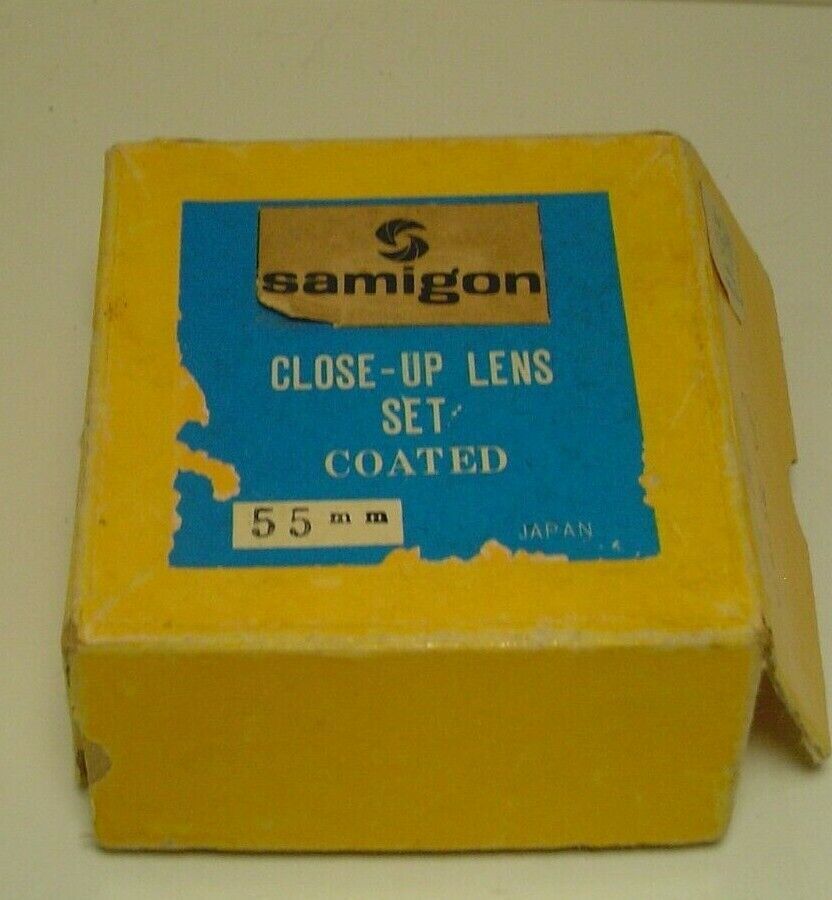 samigon
CLOSE-UP LENS
SET
COATED
55mm
JAPAN